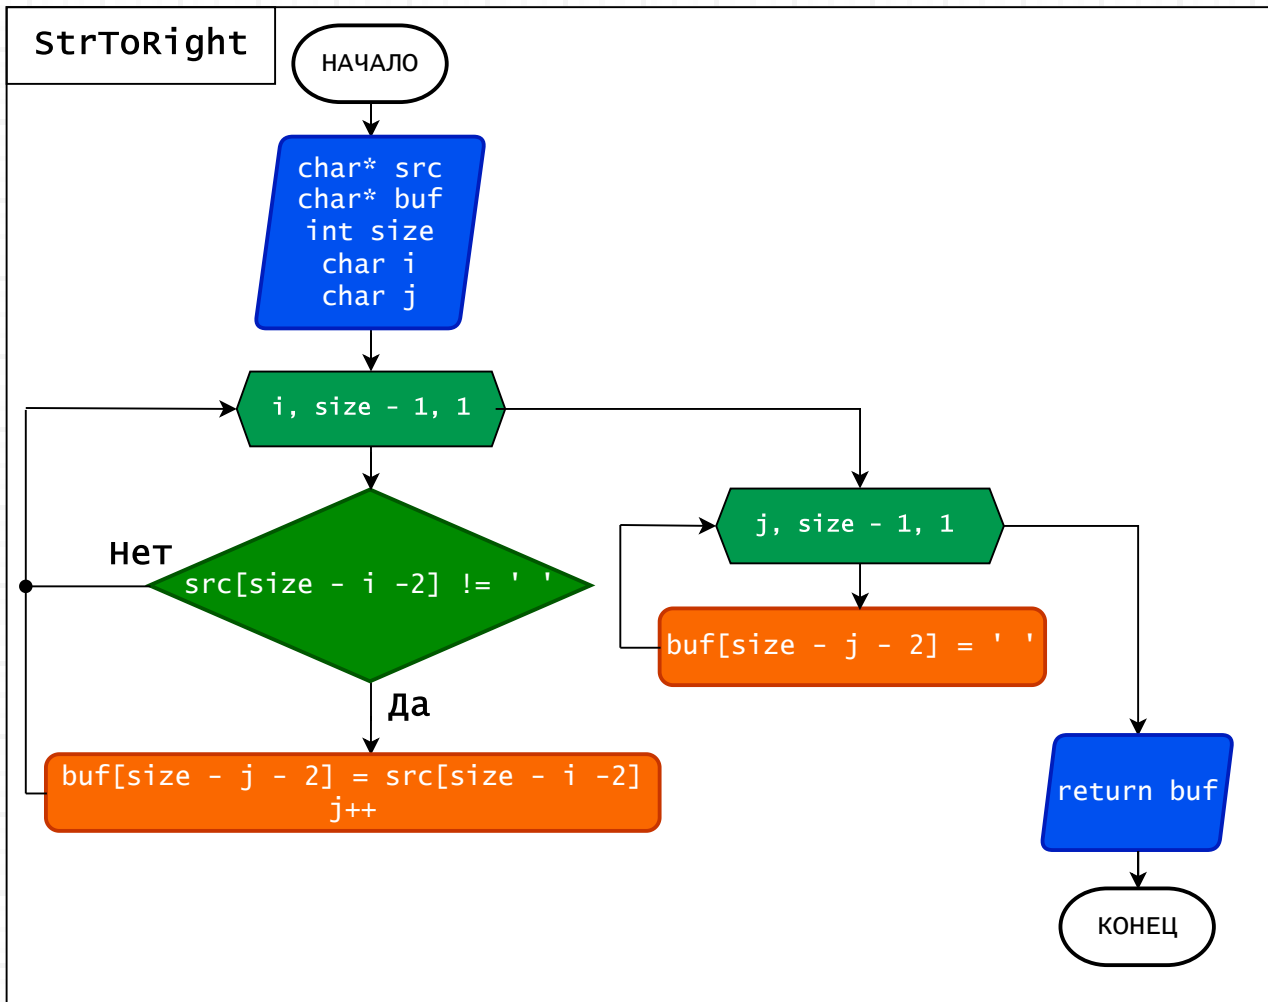 StrToRight
НАЧАЛО
char* src
char* buf
int size
char i
char j
i, size - 1, 1
Нет
src[size - i -2] != ' '
Да
buf[size - j - 2] = src[size - i -2]
j++
j, size - 1, 1
buf[size - j - 2] = ' '
return buf
КОНЕЦ